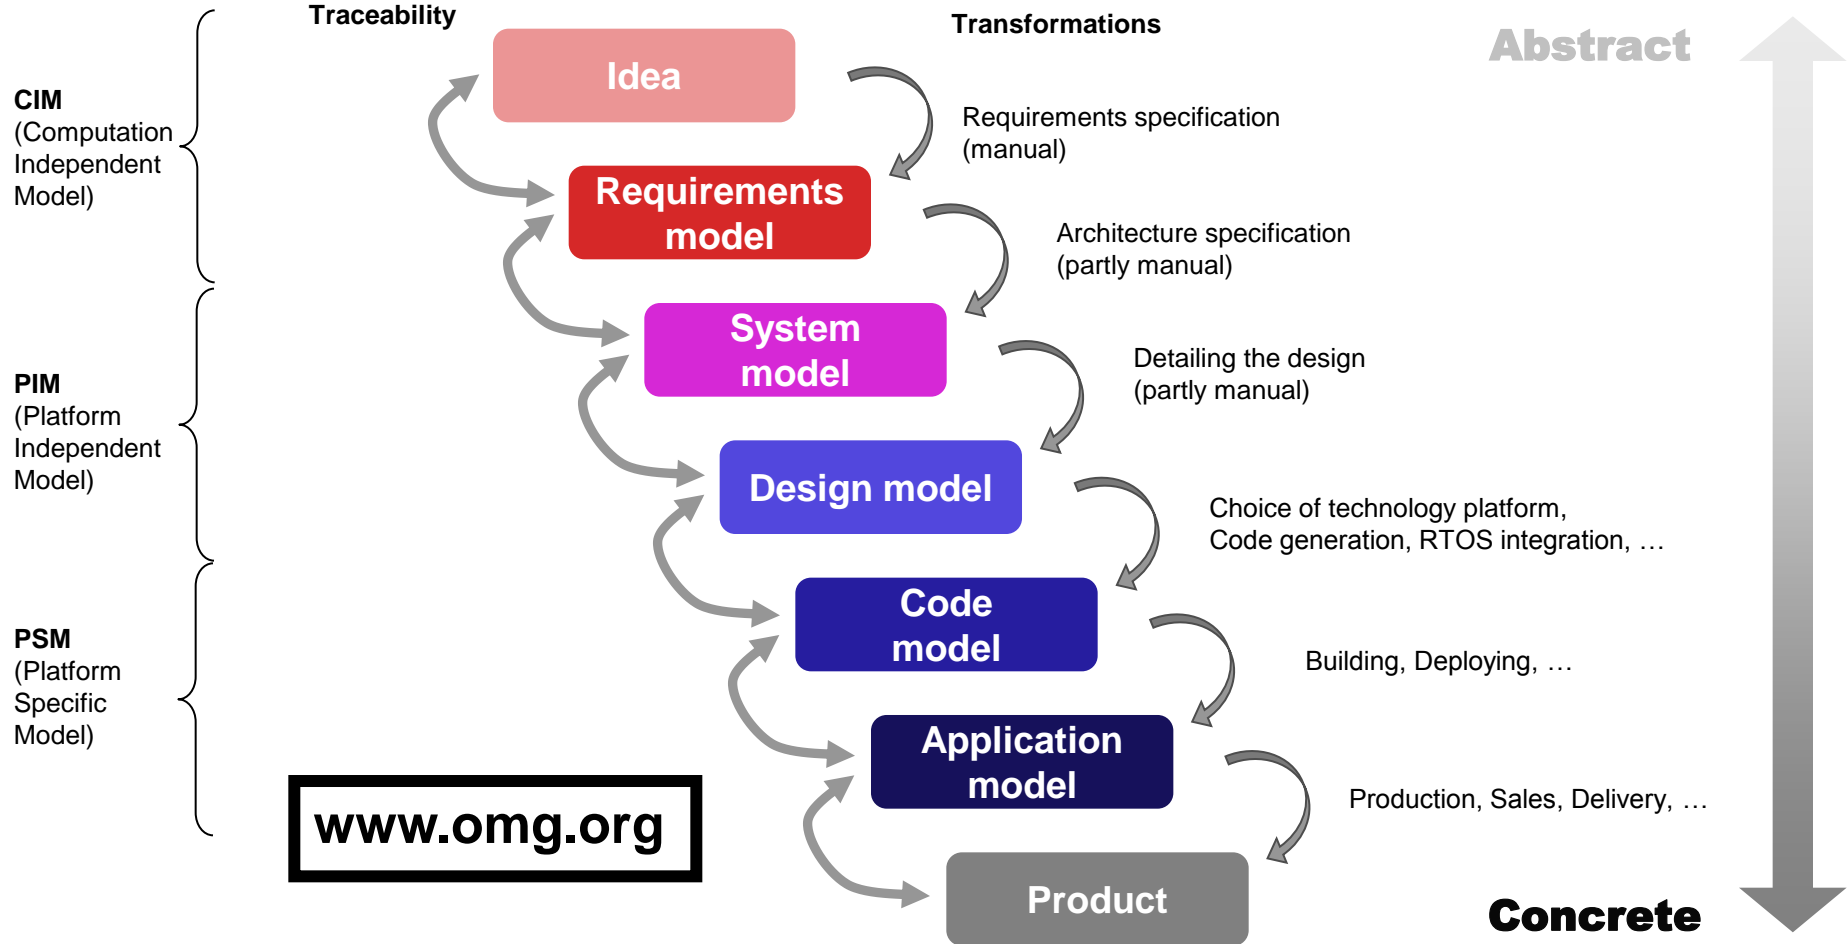 Traceability
Transformations
Abstract
CIM
(Computation
Independent
Model)
PIM
(Platform
Independent
Model)
PSM
(Platform
Specific
Model)
Idea
Requirements
model
System
model
Design model
Code
model
Application
model
Product
Requirements specification
(manual)
Architecture specification
(partly manual)
Detailing the design
(partly manual)
Choice of technology platform,
Code generation, RTOS integration, …
Building, Deploying, …
Production, Sales, Delivery, …
www.omg.org
Concrete